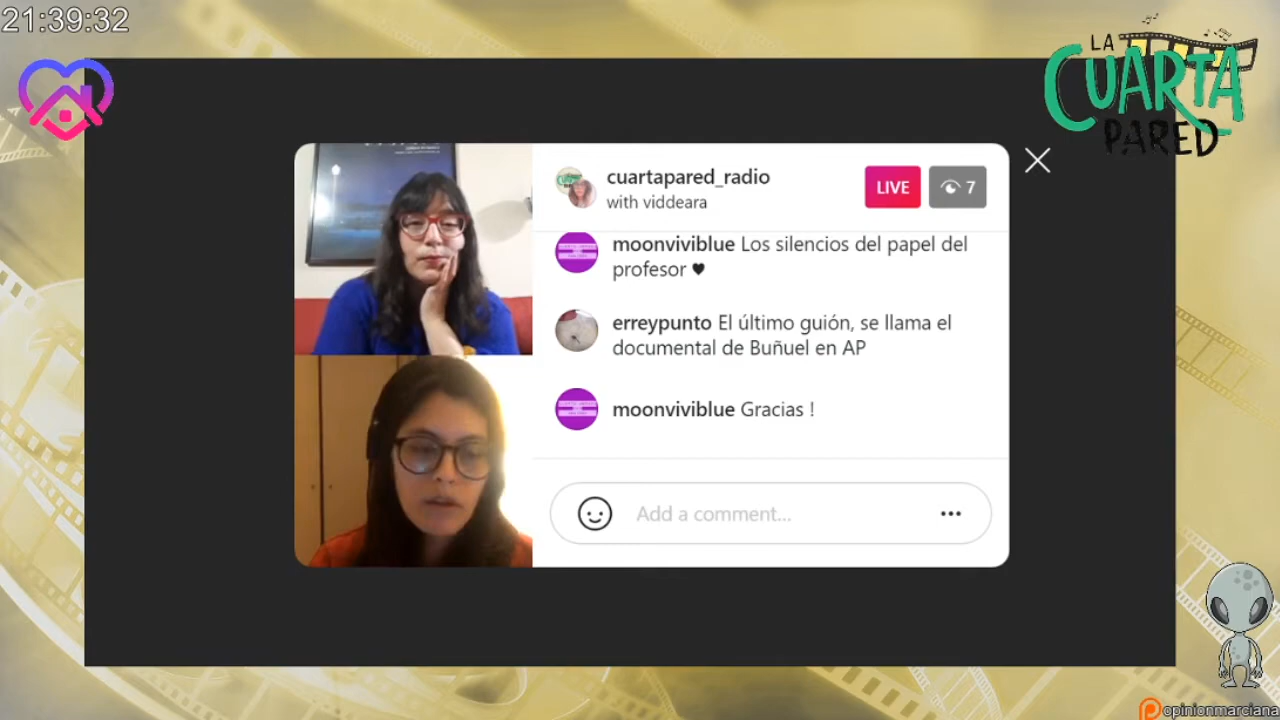 21:39:32
LA
CUARTA
PARED
cuartapared_radio
with viddeara
LIVE
7
moonviviblue Los silencios del papel del
profesor ♥
erreypunto El último guión, se llama el
documental de Buñuel en AP
moonviviblue Gracias !
Add a comment...
opinionmarciana